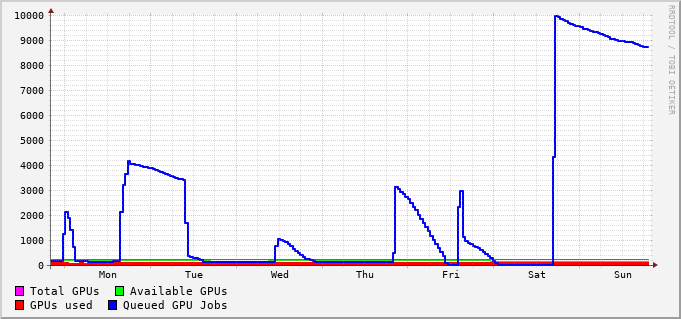 10000
9000
8000
7000
6000
5000
4000
3000
2000
1000
0
Mon Tue Wed Thu Fri Sat Sun
Total GPUs Available GPUs
GPUs used Queued GPU Jobs
RRDTOOL / TOBI OETIKER